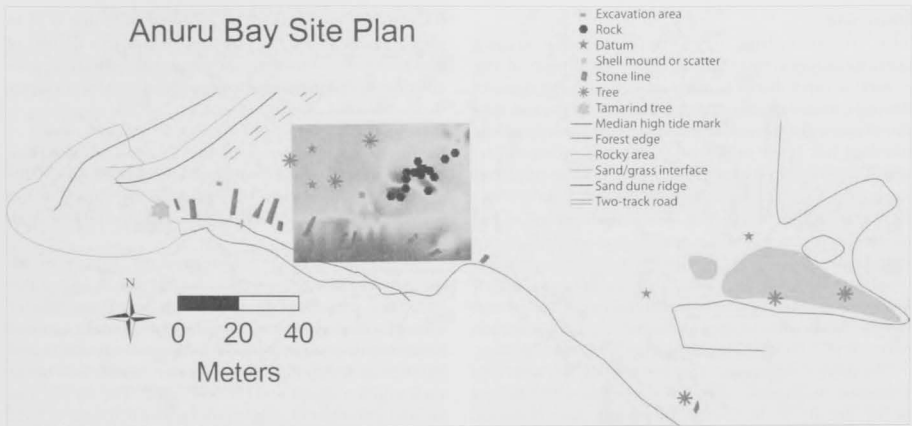 Anuru Bay Site Plan
Excavation area
Rock
Datum
Shell mound or scatter
Stone line
Tree
Tamarind tree
Median high tide mark
Forest edge
Rocky area
Sand/grass interface
Sand dune ridge
Two-track road
N
0 20 40
Meters